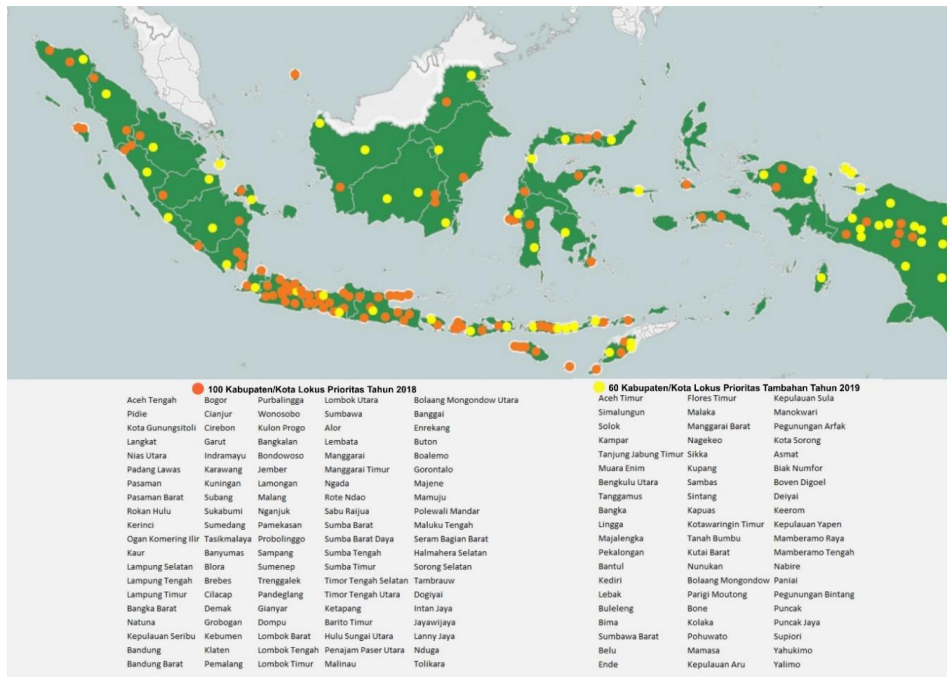 100 Kabupaten/Kota Lokus Prioritas Tahun 2018
Aceh Tengah Bogor Purbalingga Lombok Utara Bolaang Mongondow Utara
Pidie Cianjur Wonosobo Sumbawa Banggai
Kota Gunungsitoli Cirebon Kulon Progo Alor Enrekang
Langkat Garut Bangkalan Lembata Buton
Nias Utara Indramayu Bondowoso Manggarai Boalemo
Padang Lawas Karawang Jember Manggarai Timur Gorontalo
Pasaman Kuningan Lamongan Ngada Majene
Pasaman Barat Subang Malang Rote Ndao Mamuju
Rokan Hulu Sukabumi Nganjuk Sabu Raijua Polewali Mandar
Kerinci Sumedang Pamekasan Sumba Barat Maluku Tengah
Ogan Komering Ilir Tasikmalaya Probolinggo Sumba Barat Daya Seram Bagian Barat
Kaur Banyumas Sampang Sumba Tengah Halmahera Selatan
Lampung Selatan Blora Sumenep Sumba Timur Sorong Selatan
Lampung Tengah Brebes Trenggalek Timor Tengah Selatan Tambrauw
Lampung Timur Cilacap Pandeglang Timor Tengah Utara Dogiyai
Bangka Barat Demak Gianyar Ketapang Intan Jaya
Natuna Grobogan Dompu Barito Timur Jayawijaya
Kepulauan Seribu Kebumen Lombok Barat Hulu Sungai Utara Lanny Jaya
Bandung Klaten Lombok Tengah Penajam Paser Utara Nduga
Bandung Barat Pemalang Lombok Timur Malinau Tolikara
60 Kabupaten/Kota Lokus Prioritas Tambahan Tahun 2019
Aceh Timur Flores Timur Kepulauan Sula
Simalungun Malaka Manokwari
Solok Manggarai Barat Pegunungan Arfak
Kampar Nagekeo Kota Sorong
Tanjung Jabung Timur Sikka Asmat
Muara Enim Kupang Biak Numfor
Bengkulu Utara Sambas Boven Digoel
Tanggamus Sintang Deiyai
Bangka Kapuas Keerom
Lingga Kotawaringin Timur Kepulauan Yapen
Majalengka Tanah Bumbu Mamberamo Raya
Pekalongan Kutai Barat Mamberamo Tengah
Bantul Nunukan Nabire
Kediri Bolaang Mongondow Paniai
Lebak Parigi Moutong Pegunungan Bintang
Buleleng Bone Puncak
Bima Kolaka Puncak Jaya
Sumbawa Barat Pohuwato Supiori
Belu Mamasa Yahukimo
Ende Kepulauan Aru Yalimo